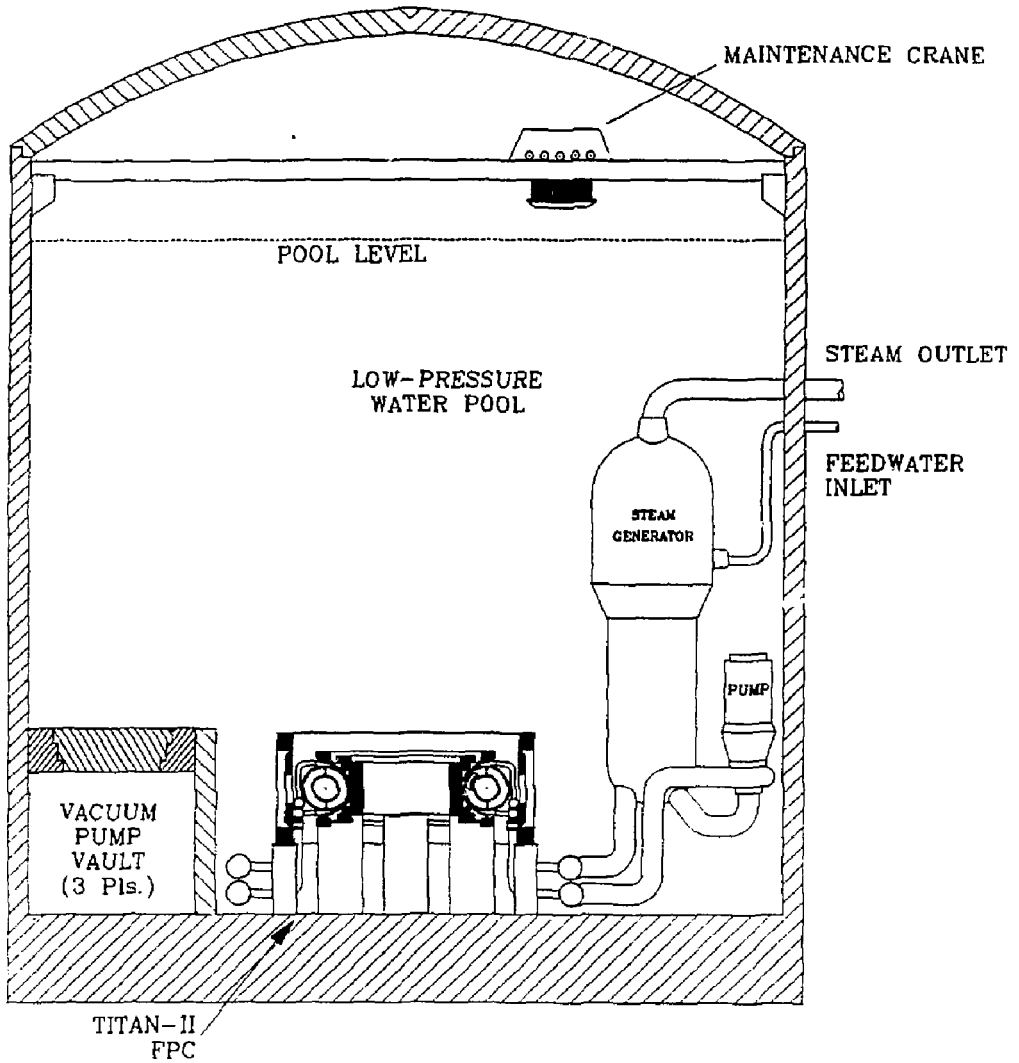 MAINTENANCE CRANE
POOL LEVEL
LOW-PRESSURE
WATER POOL
STEAM OUTLET
FEEDWATER
INLET
STEAM
GENERATOR
PUMP
VACUUM
PUMP
VAULT
(3 Pls.)
TITAN-II
FPC